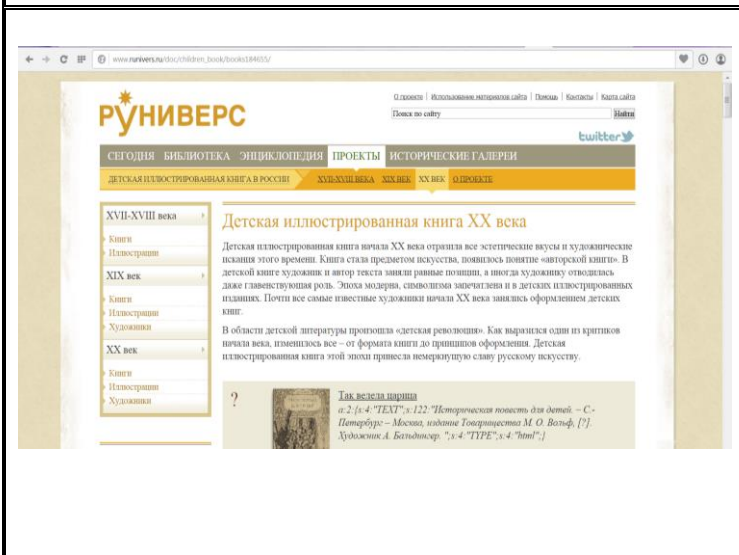 www.runivers.ru/doc/children_book/books184655/
РУНИВЕРС
О проекте | Использование материалов сайта | Помощь | Контакты | Карта сайта
Поиск по сайту Найти
twitter
СЕГОДНЯ БИБЛИОТЕКА ЭНЦИКЛОПЕДИЯ ПРОЕКТЫ ИСТОРИЧЕСКИЕ ГАЛЕРЕИ
ДЕТСКАЯ ИЛЛЮСТРИРОВАННАЯ КНИГА В РОССИИ XVII-XVIII ВЕКА XIX ВЕК XX ВЕК О ПРОЕКТЕ
XVII-XVIII века
Книги
Иллюстрации
XIX век
Книги
Иллюстрации
Художники
XX век
Книги
Иллюстрации
Художники
Детская иллюстрированная книга XX века
Детская иллюстрированная книга начала XX века отразила все эстетические вкусы и художнические
искания этого времени. Книга стала предметом искусства, появилось понятие «авторской книги». В
детской книге художник и автор текста заняли равные позиции, а иногда художнику отводилась
даже главенствующая роль. Эпоха модерна, символизма запечатлена и в детских иллюстрированных
изданиях. Почти все самые известные художники начала XX века занялись оформлением детских
книг.
В области детской литературы произошла «детская революция». Как выразился один из критиков
начала века, изменилось все – от формата книги до принципов оформления. Детская
иллюстрированная книга этой эпохи принесла немеркнущую славу русскому искусству.
?
Так велела царица
a:2:{s:4:"TEXT";s:122:"Историческая повесть для детей. – С.-
Петербург – Москва, издание Товарищества М. О. Вольф, [?].
Художник А. Бальдингер. ";s:4:"TYPE";s:4:"html";}